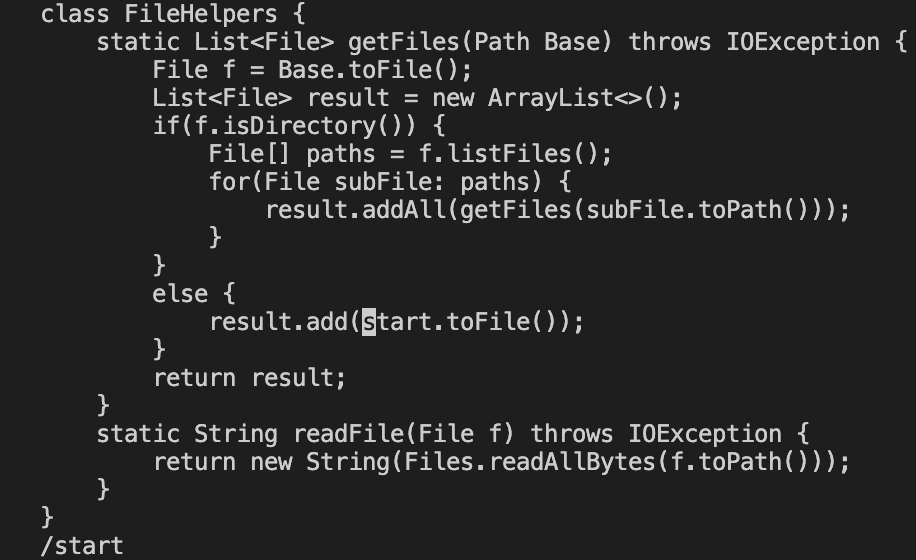 class FileHelpers {
    static List<File> getFiles(Path Base) throws IOException {
        File f = Base.toFile();
        List<File> result = new ArrayList<>();
        if(f.isDirectory()) {
            File[] paths = f.listFiles();
            for(File subFile: paths) {
                result.addAll(getFiles(subFile.toPath()));
            }
        }
        else {
            result.add(start.toFile());
        }
        return result;
    }
    static String readFile(File f) throws IOException {
        return new String(Files.readAllBytes(f.toPath()));
    }
}
/start